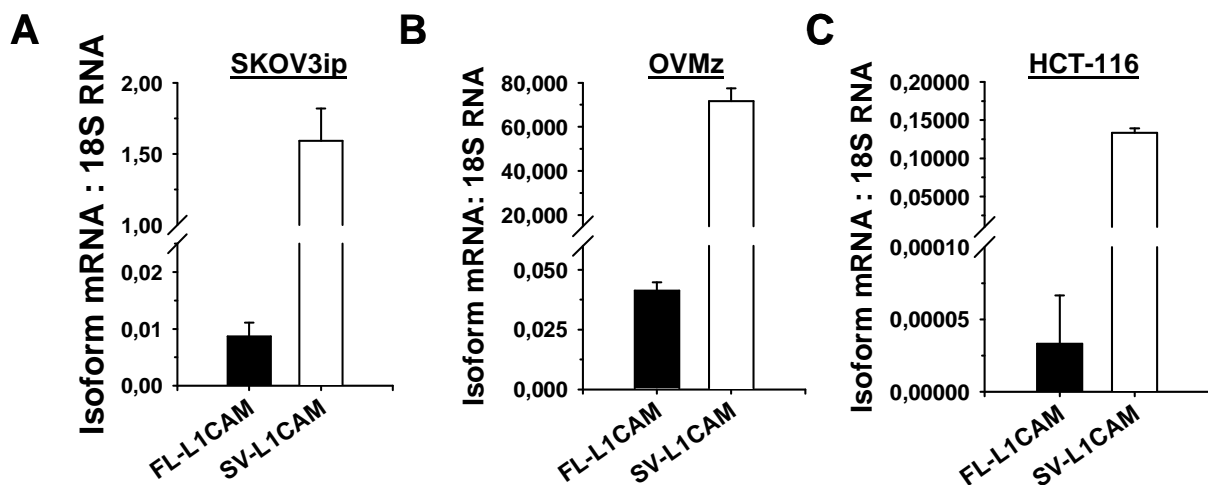 A
SKOV3ip
Isoform mRNA : 18S RNA
2,00
1,50
1,00
0,02
0,01
0,00
FL-L1CAM
SV-L1CAM
B
OVMz
Isoform mRNA: 18S RNA
80,000
60,000
40,000
20,000
0,050
0,025
0,000
FL-L1CAM
SV-L1CAM
C
HCT-116
Isoform mRNA : 18S RNA
0,20000
0,15000
0,10000
0,05000
0,00010
0,00005
0,00000
FL-L1CAM
SV-L1CAM